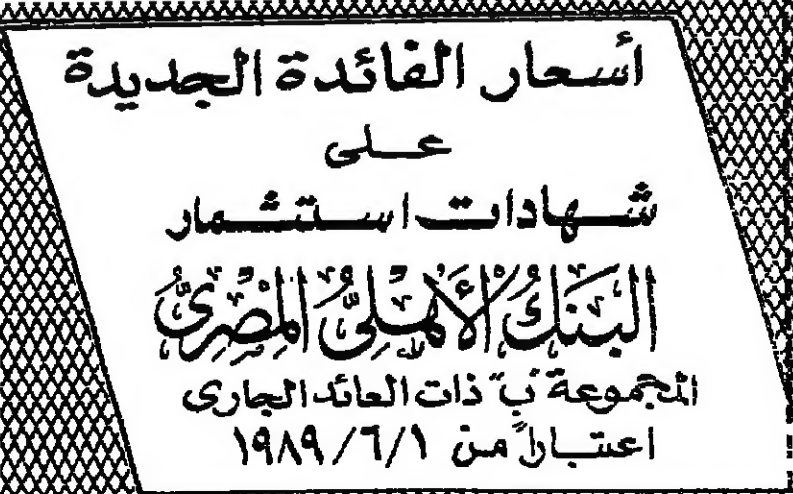 أسعار الفائدة الجديدة
على
شهادات استثمار
البنك الأهلي المصري
المجموعة "ب" ذات العائد الجارى
اعتباراً من ١٩٨٩/٦/١